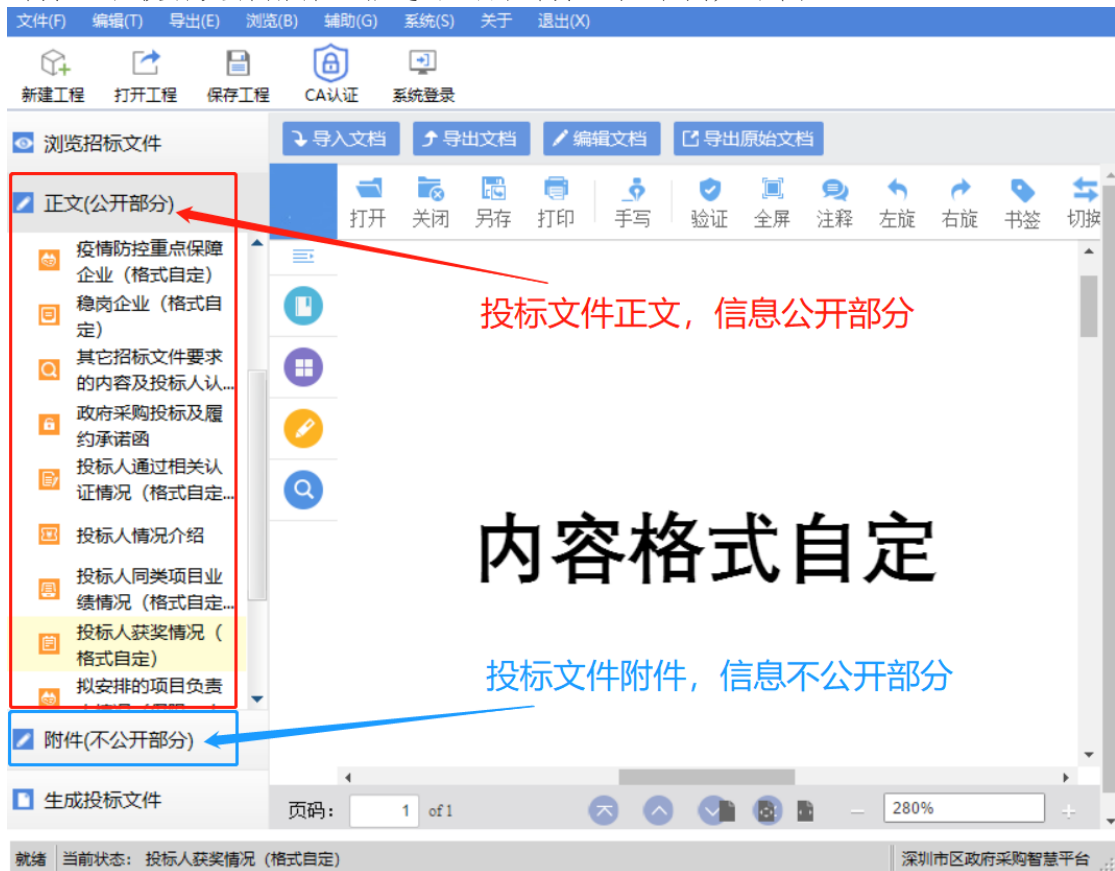 文件(F) 编辑(T) 导出(E) 浏览(B) 辅助(G) 系统(S) 关于 退出(X)
新建工程 打开工程 保存工程 CA认证 系统登录
浏览招标文件
导入文档 导出文档 编辑文档 导出原始文档
正文(公开部分)
打开 关闭 另存 打印 手写 验证 全屏 注释 左旋 右旋 书签 切换
疫情防控重点保障
企业（格式自定）
稳岗企业（格式自
定）
其它招标文件要求
的内容及投标人认...
政府采购投标及履
约承诺函
投标人通过相关认
证情况（格式自定...
投标人情况介绍
投标人同类项目业
绩情况（格式自定...
投标人获奖情况（
格式自定）
拟安排的项目负责
投标文件正文，信息公开部分
内容格式自定
投标文件附件，信息不公开部分
附件(不公开部分)
生成投标文件
页码： 1 of 1 280%
就绪 当前状态： 投标人获奖情况（格式自定） 深圳市区政府采购智慧平台